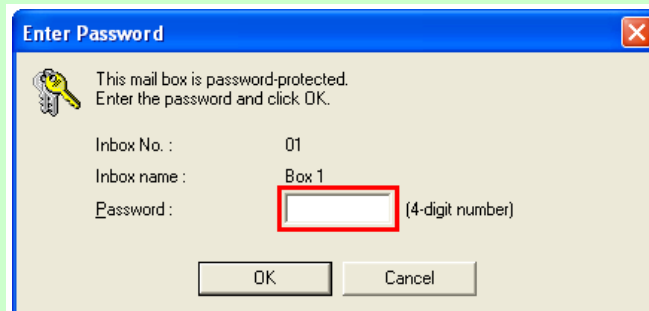 Enter Password
This mail box is password-protected.
Enter the password and click OK.
Inbox No. : 01
Inbox name : Box 1
Password : (4-digit number)
OK Cancel